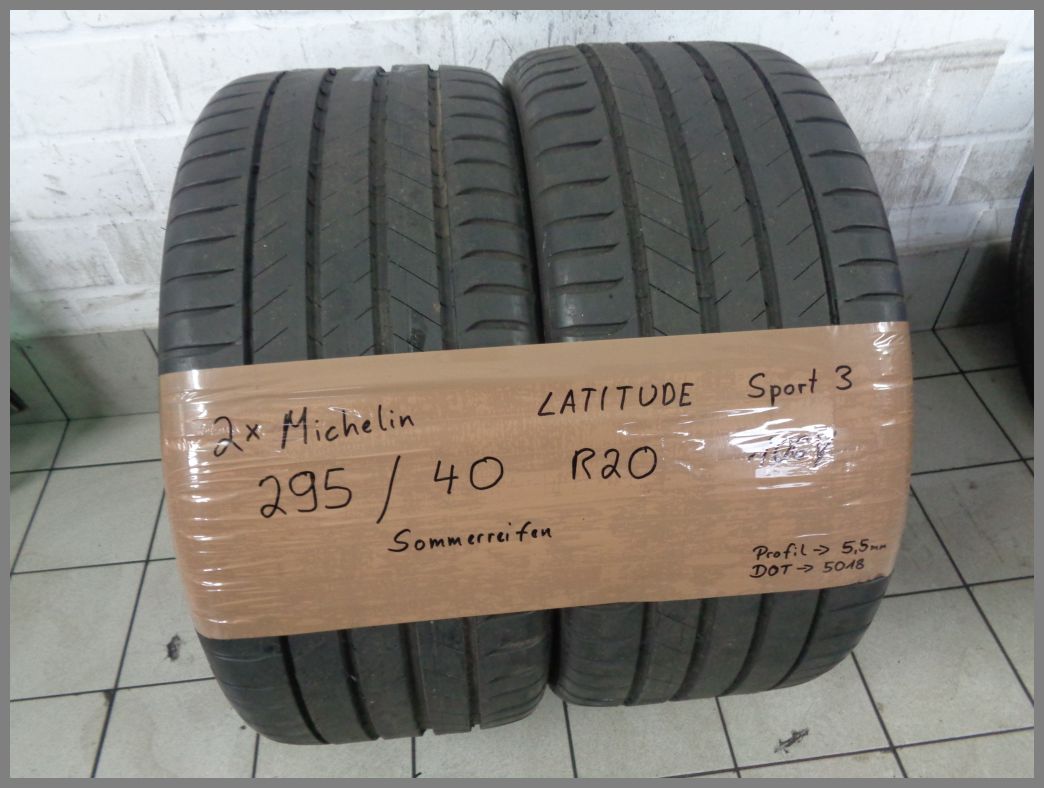 2x Michelin LATITUDE Sport 3
295 / 40 R20
Sommerreifen
Profil -> 5,5mm
DOT -> 5018